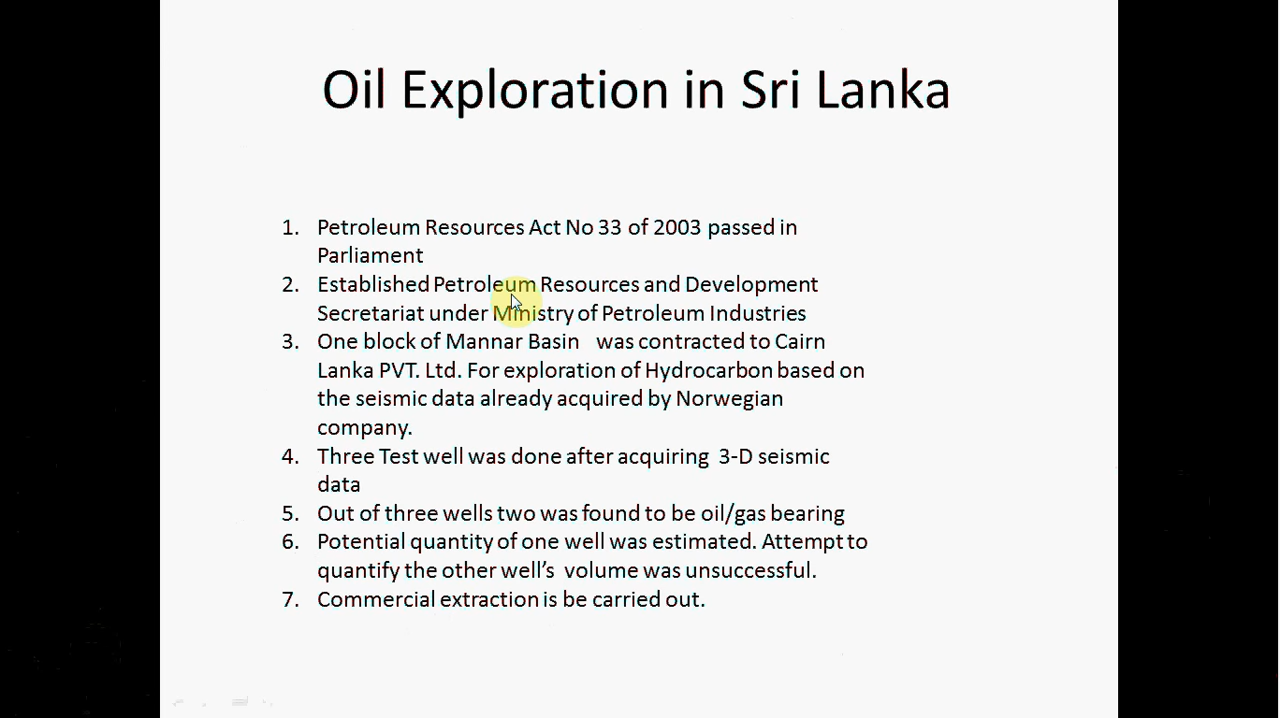 Oil Exploration in Sri Lanka
1. Petroleum Resources Act No 33 of 2003 passed in
Parliament
2. Established Petroleum Resources and Development
Secretariat under Ministry of Petroleum Industries
3. One block of Mannar Basin was contracted to Cairn
Lanka PVT. Ltd. For exploration of Hydrocarbon based on
the seismic data already acquired by Norwegian
company.
4. Three Test well was done after acquiring 3-D seismic
data
5. Out of three wells two was found to be oil/gas bearing
6. Potential quantity of one well was estimated. Attempt to
quantify the other well’s volume was unsuccessful.
7. Commercial extraction is be carried out.